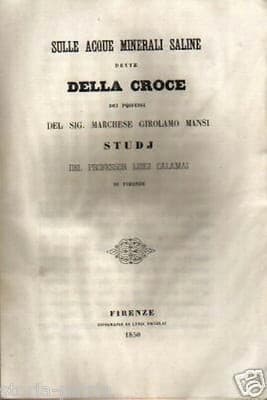 SULLE ACQUE MINERALI SALINE
DETTE
DELLA CROCE
DEI
DEL SIG. MARCHESE GIROLAMO MANSI
STUDJ
DEL PROFESSOR LUIGI CALAMAI
DI FIRENZE
FIRENZE
TIPOGRAFIA DI LUIGI NICCOLAI
1850